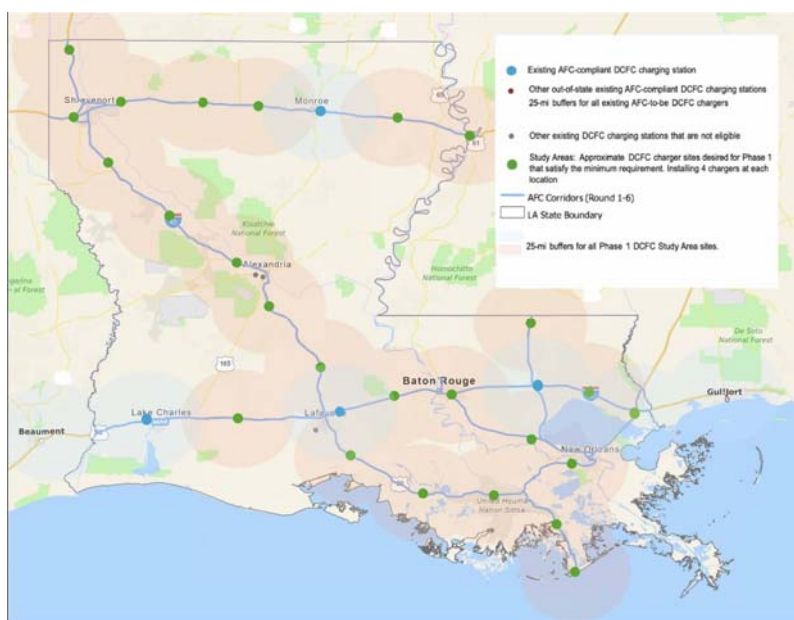 Existing AFC-compliant DCFC charging station
Other out-of-state existing AFC-compliant DCFC charging stations
25-mi buffers for all existing AFC-to-be DCFC chargers
Other existing DCFC charging stations that are not eligible
Study Areas: Approximate DCFC charger sites desired for Phase 1
that satisfy the minimum requirement. Installing 4 chargers at each
location
AFC Corridors (Round 1-6)
LA State Boundary
25-mi buffers for all Phase 1 DCFC Study Area sites.
Shreveport
Monroe
65
61
Kisatchie
National Forest
Alexandria
Homochitto
National Forest
al Forest
De Soto
National Forest
165
Baton Rouge
Gulfport
Lake Charles
Beaumont
New Orleans
United Houma